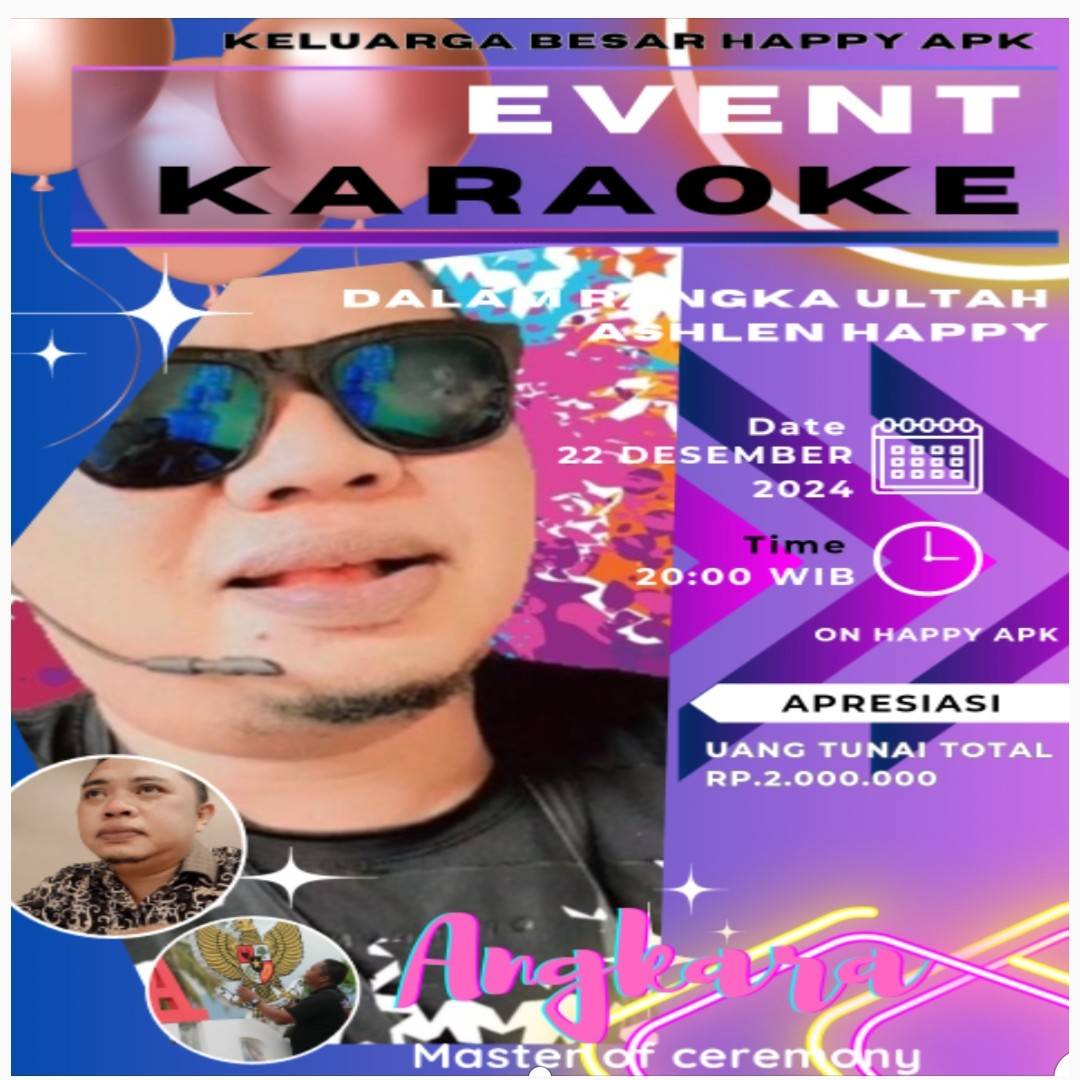 KELUARGA BESAR HAPPY APK
EVENT
KARAOKE
DALAM RANGKA ULTAH
ASHLEN HAPPY
Date
22 DESEMBER
2024
Time
20:00 WIB
ON HAPPY APK
APRESIASI
UANG TUNAI TOTAL
RP.2.000.000
A
Angkara
Master of ceremony